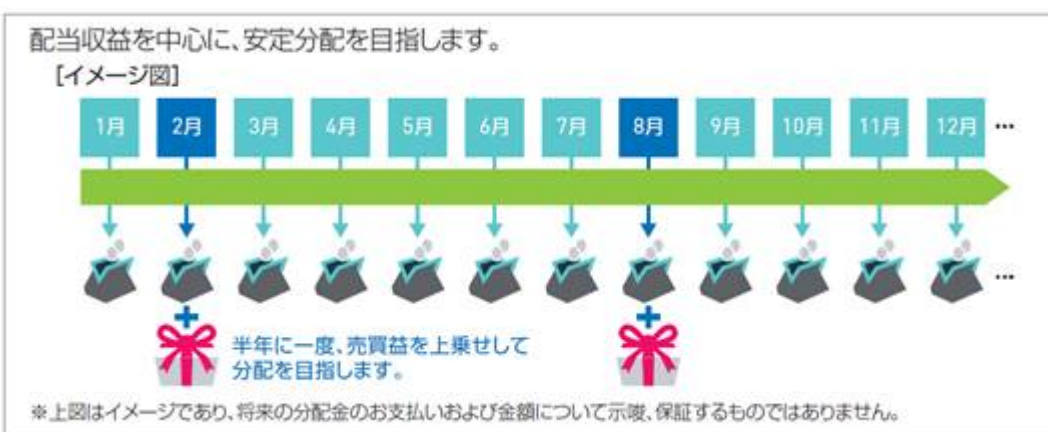 配当収益を中心に、安定分配を目指します。
[イメージ図]
1月 2月 3月 4月 5月 6月 7月 8月 9月 10月 11月 12月 …
…
半年に一度、売買益を上乗せして
分配を目指します。
※上図はイメージであり、将来の分配金のお支払いおよび金額について示唆、保証するものではありません。